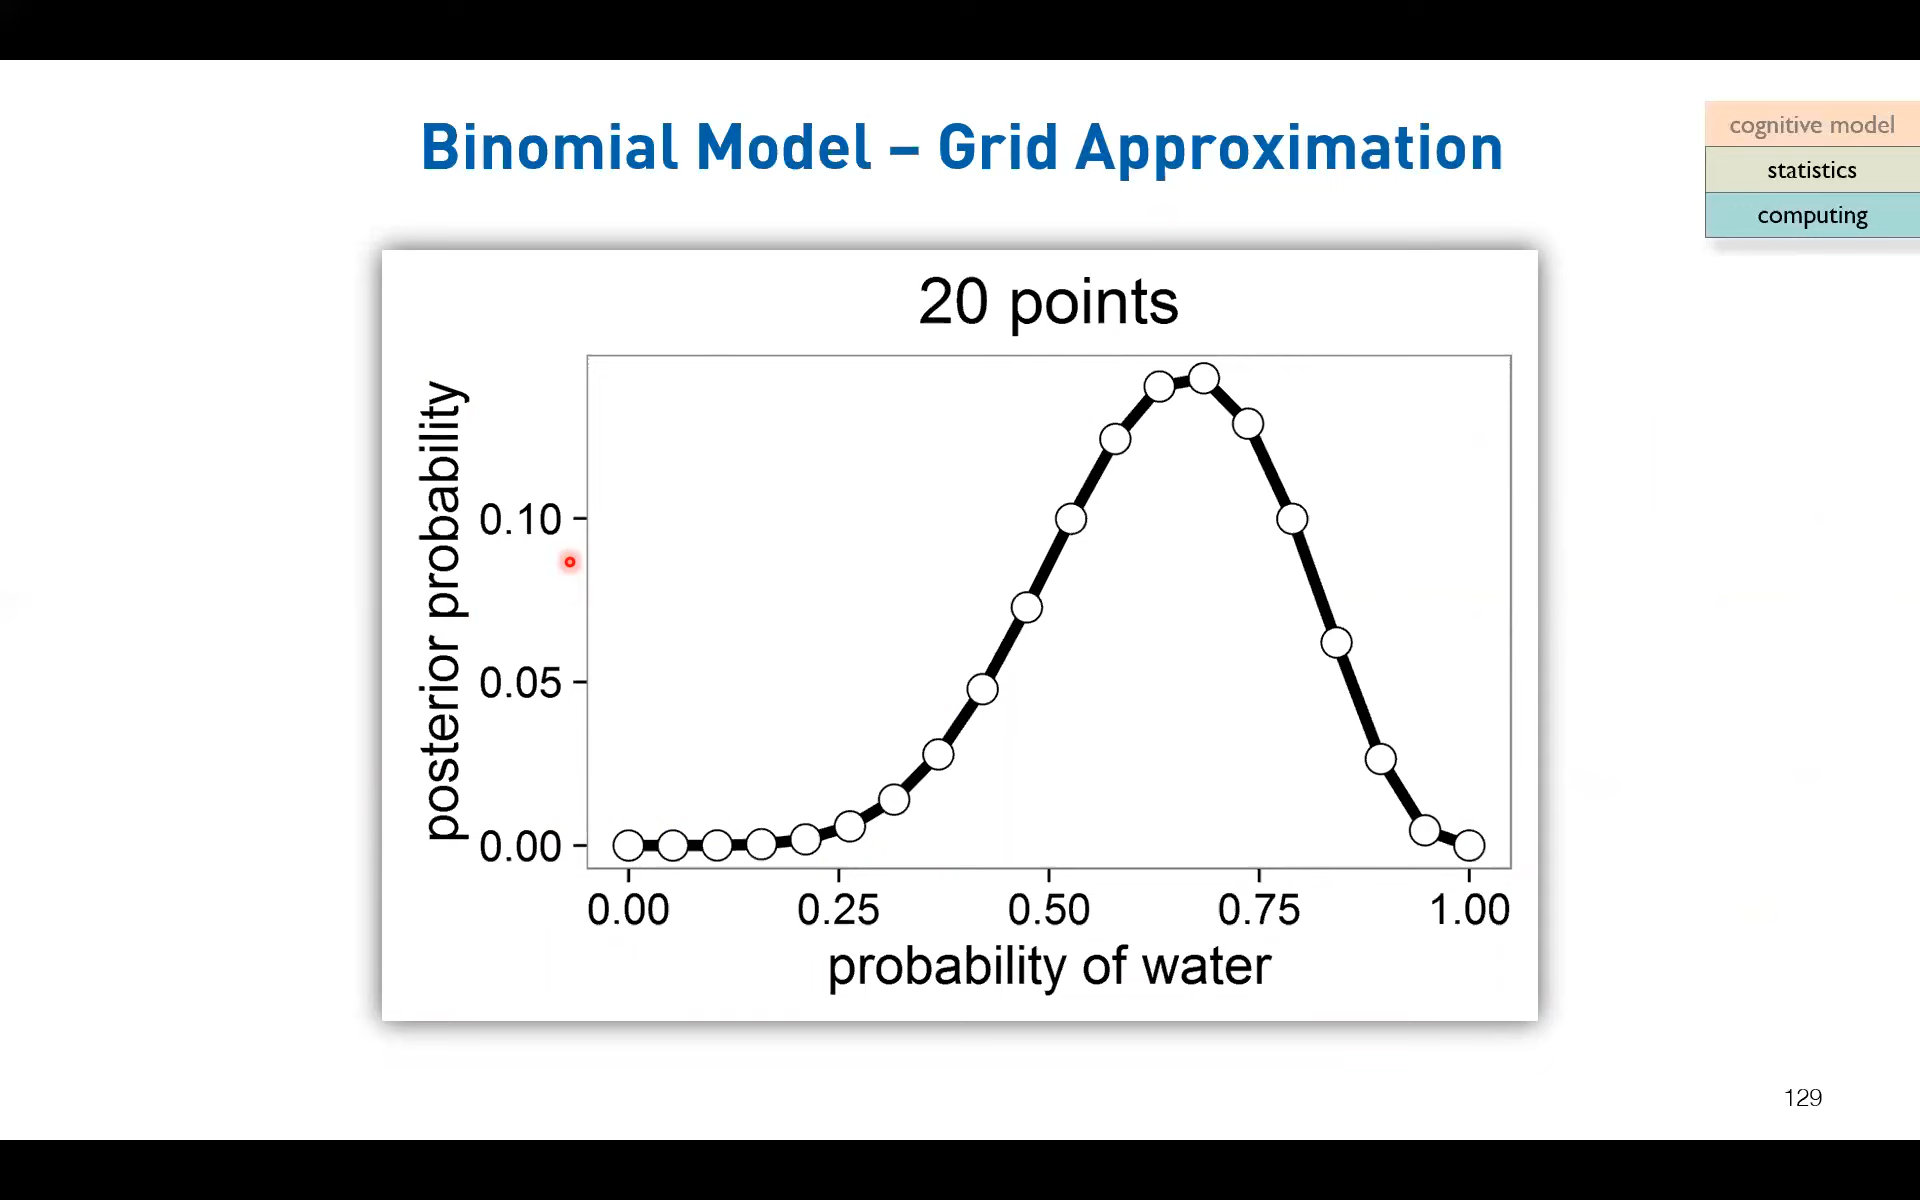 Binomial Model – Grid Approximation
cognitive model
statistics
computing
20 points
posterior probability
0.10
0.05
0.00
0.00 0.25 0.50 0.75 1.00
probability of water
129